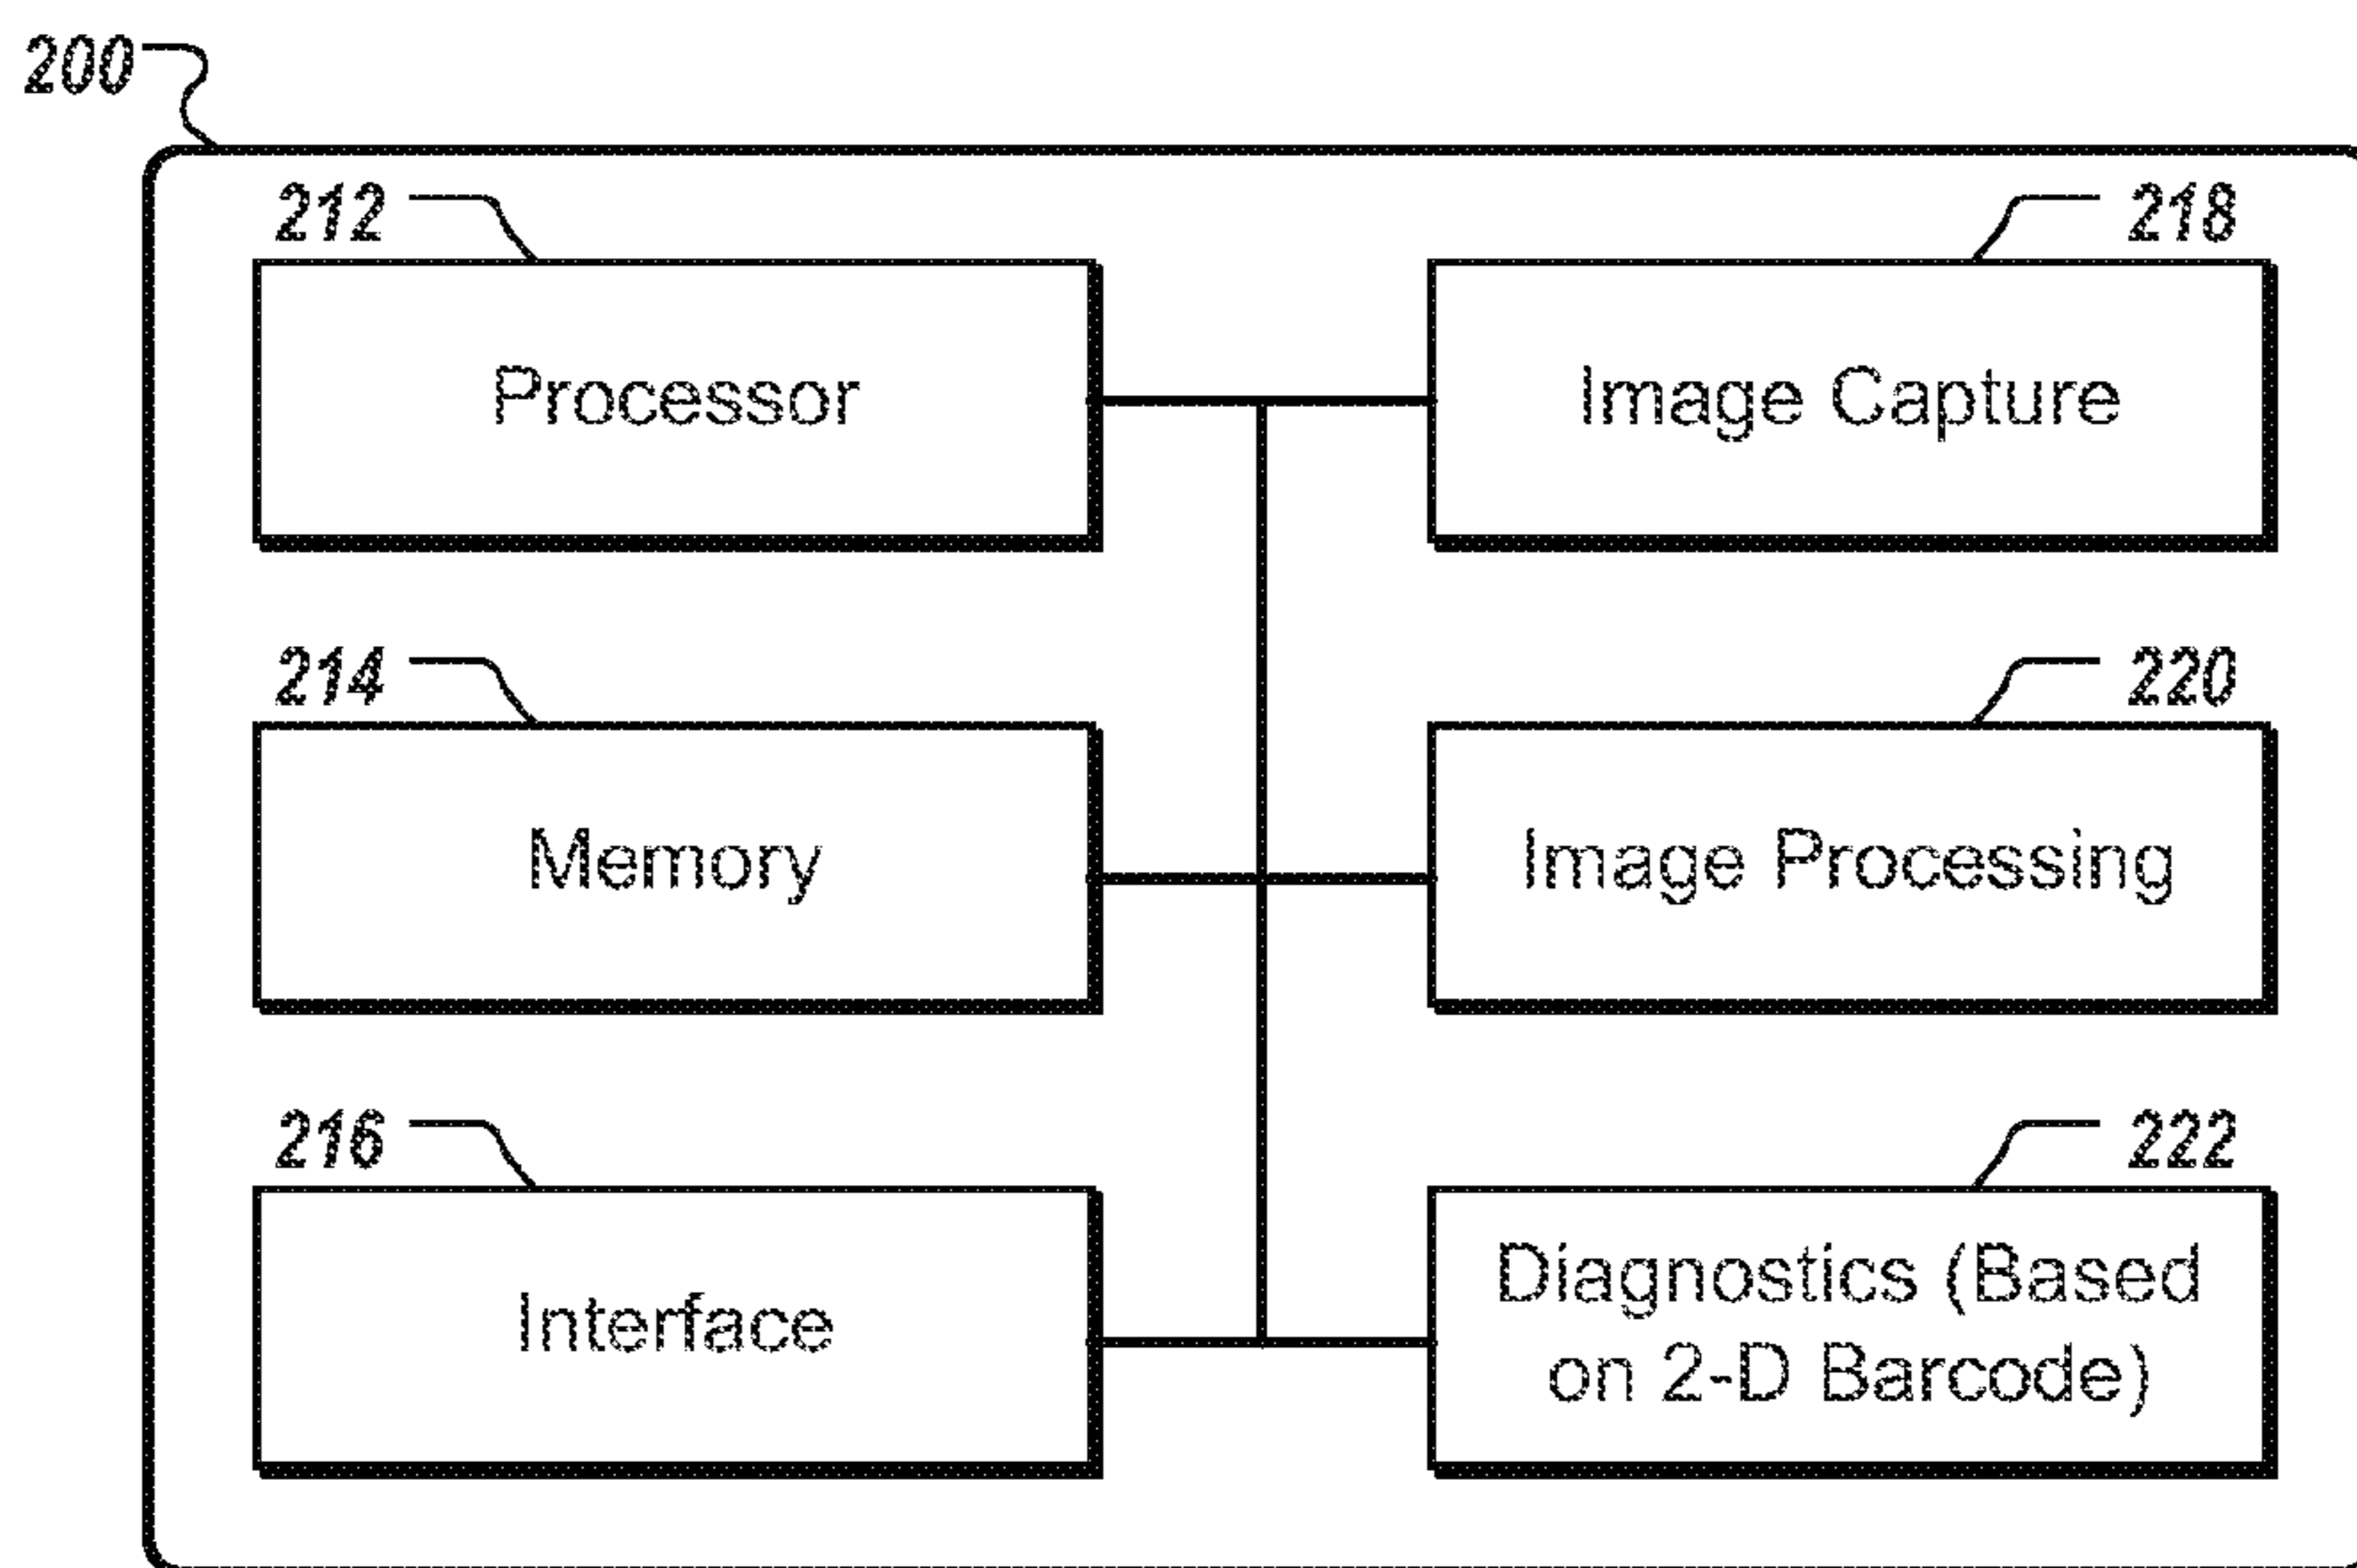 200
212
218
Processor
Image Capture
214
220
Memory
Image Processing
216
222
Interface
Diagnostics (Based
on 2-D Barcode)